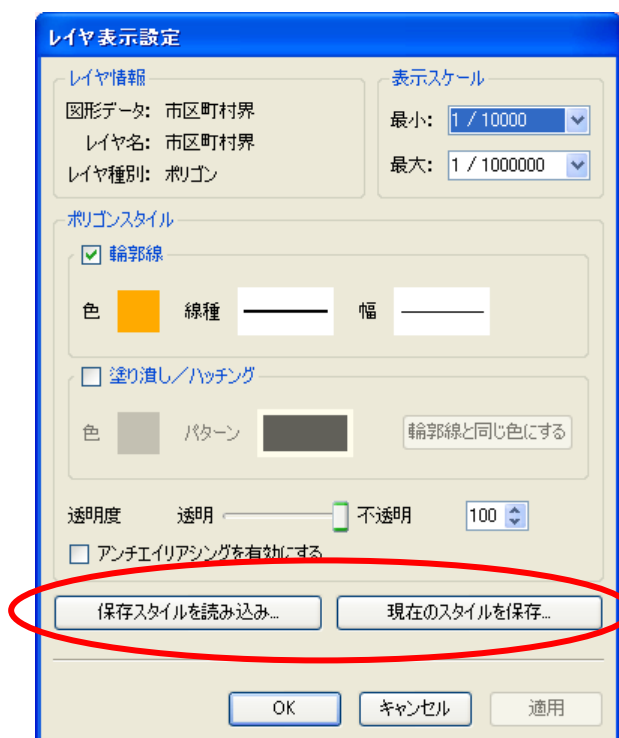 レイヤ表示設定
レイヤ情報
図形データ: 市区町村界
レイヤ名: 市区町村界
レイヤ種別: ポリゴン
表示スケール
最小: 1 / 10000
最大: 1 / 1000000
ポリゴンスタイル
輪郭線
色 線種 幅
塗り潰し／ハッチング
色 パターン 輪郭線と同じ色にする
透明度 透明 不透明 100
アンチエイリアシングを有効にする
保存スタイルを読み込み... 現在のスタイルを保存...
OK キャンセル 適用